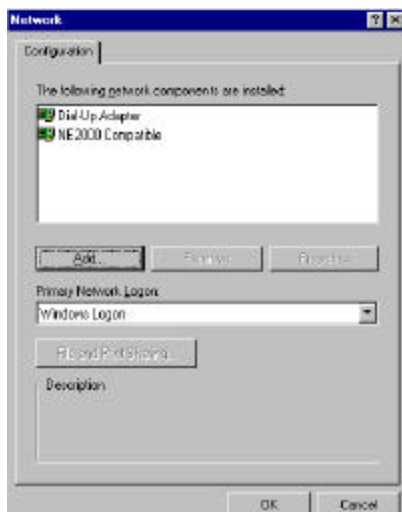 Network
Configuration
The following network components are installed:
Dial-Up Adapter
NE2000 Compatible
Add...
Remove
Properties
Primary Network Logon:
Windows Logon
File and Print Sharing...
Description
OK
Cancel